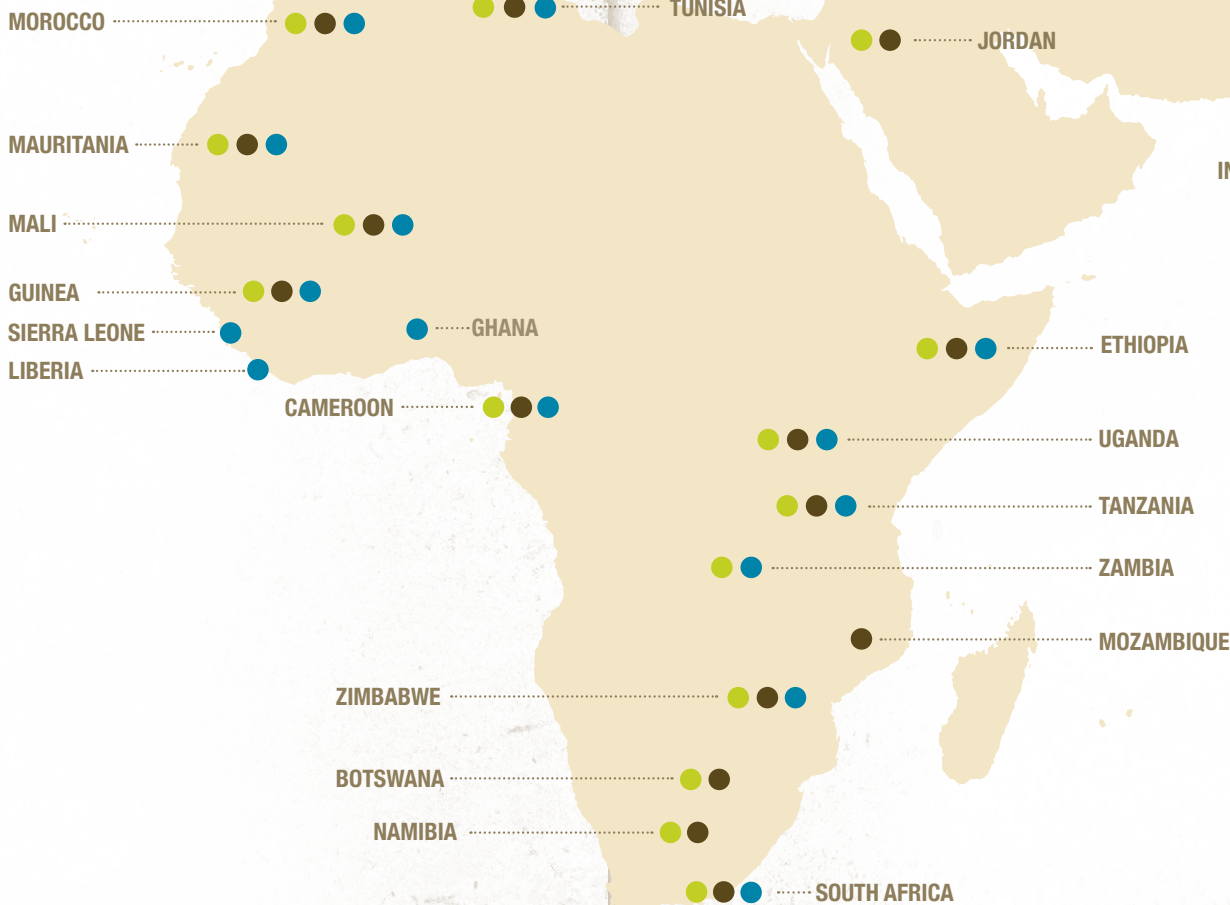 TUNISIA
MOROCCO
JORDAN
MAURITANIA
MALI
GUINEA
SIERRA LEONE
GHANA
LIBERIA
ETHIOPIA
CAMEROON
UGANDA
TANZANIA
ZAMBIA
MOZAMBIQUE
ZIMBABWE
BOTSWANA
NAMIBIA
SOUTH AFRICA